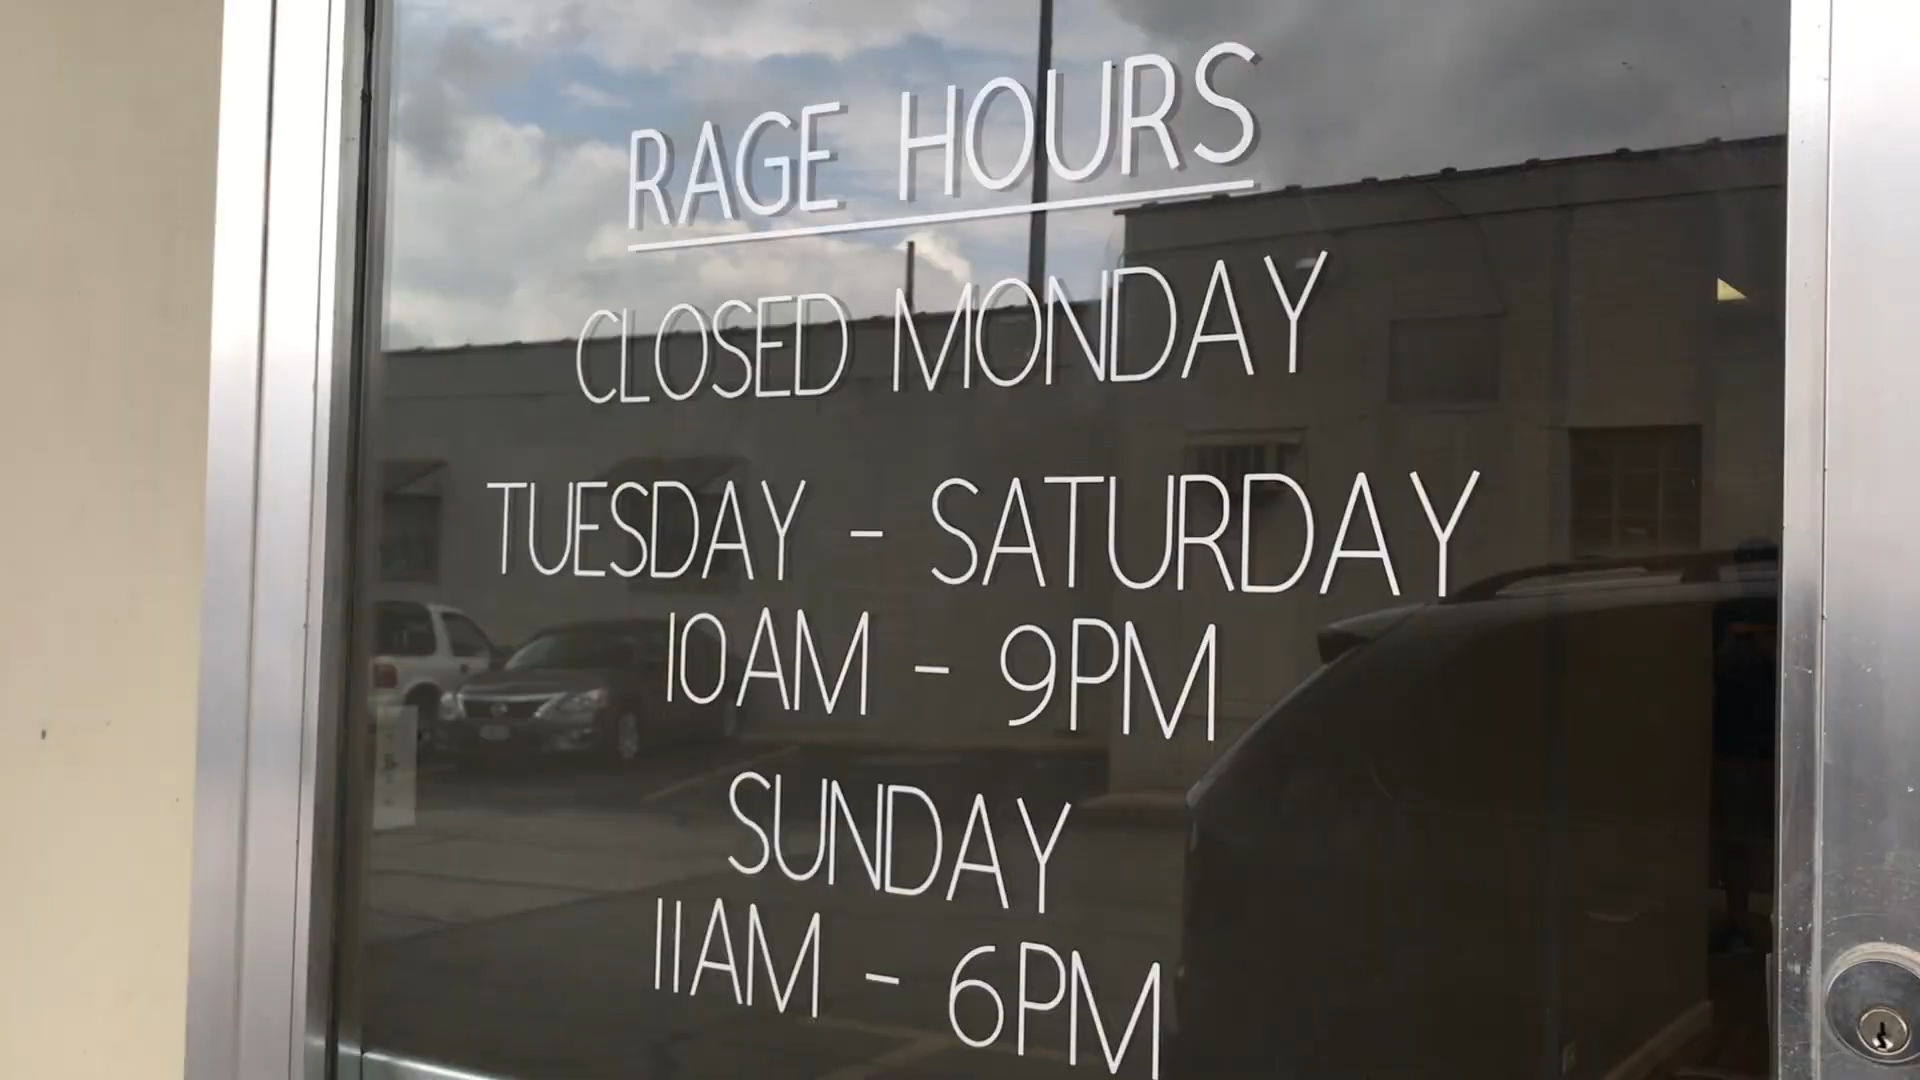 RAGE HOURS
CLOSED MONDAY
TUESDAY - SATURDAY
10AM - 9PM
SUNDAY
11AM - 6PM